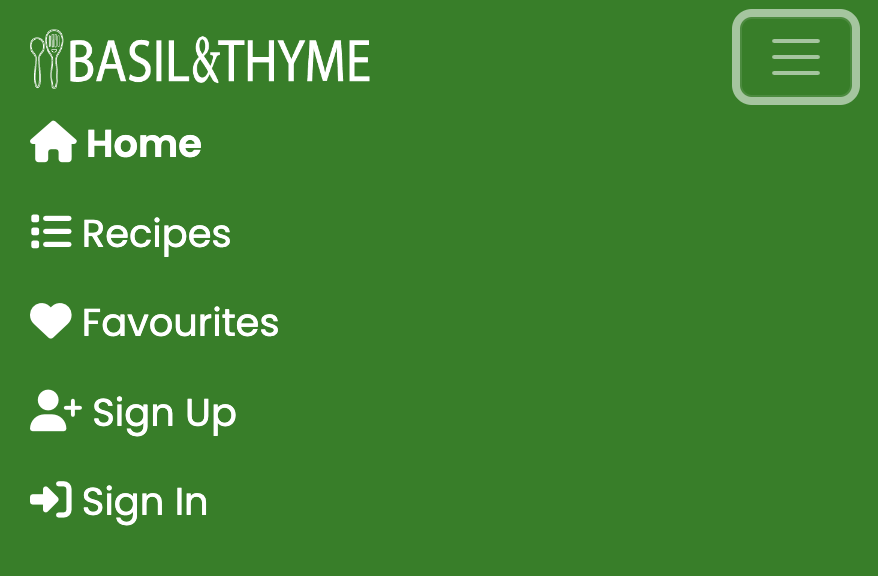 BASIL&THYME
Home
Recipes
Favourites
Sign Up
Sign In